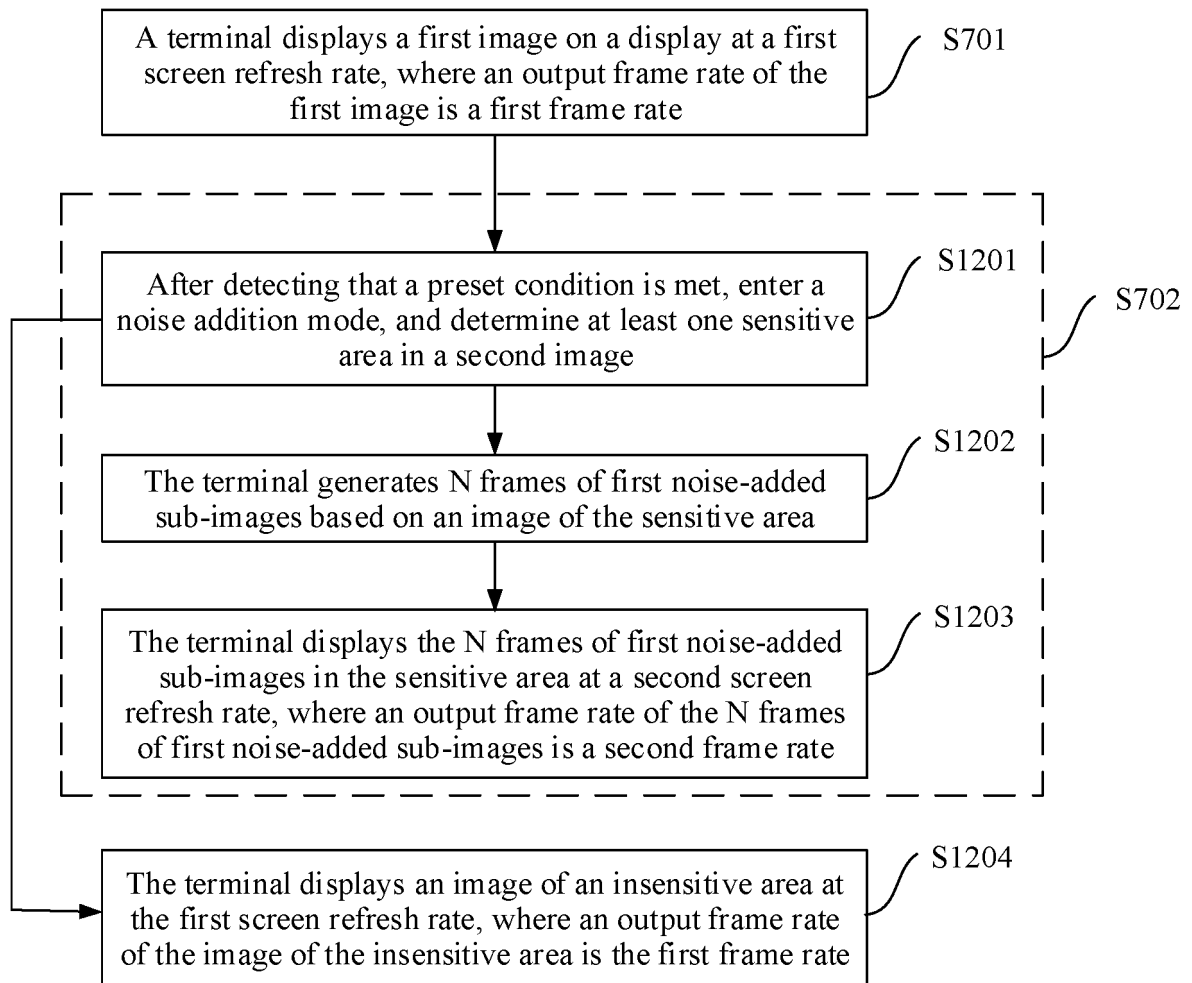 A terminal displays a first image on a display at a first
screen refresh rate, where an output frame rate of the
first image is a first frame rate
S701
After detecting that a preset condition is met, enter a
noise addition mode, and determine at least one sensitive
area in a second image
S1201
S702
The terminal generates N frames of first noise-added
sub-images based on an image of the sensitive area
S1202
The terminal displays the N frames of first noise-added
sub-images in the sensitive area at a second screen
refresh rate, where an output frame rate of the N frames
of first noise-added sub-images is a second frame rate
S1203
The terminal displays an image of an insensitive area at
the first screen refresh rate, where an output frame rate
of the image of the insensitive area is the first frame rate
S1204